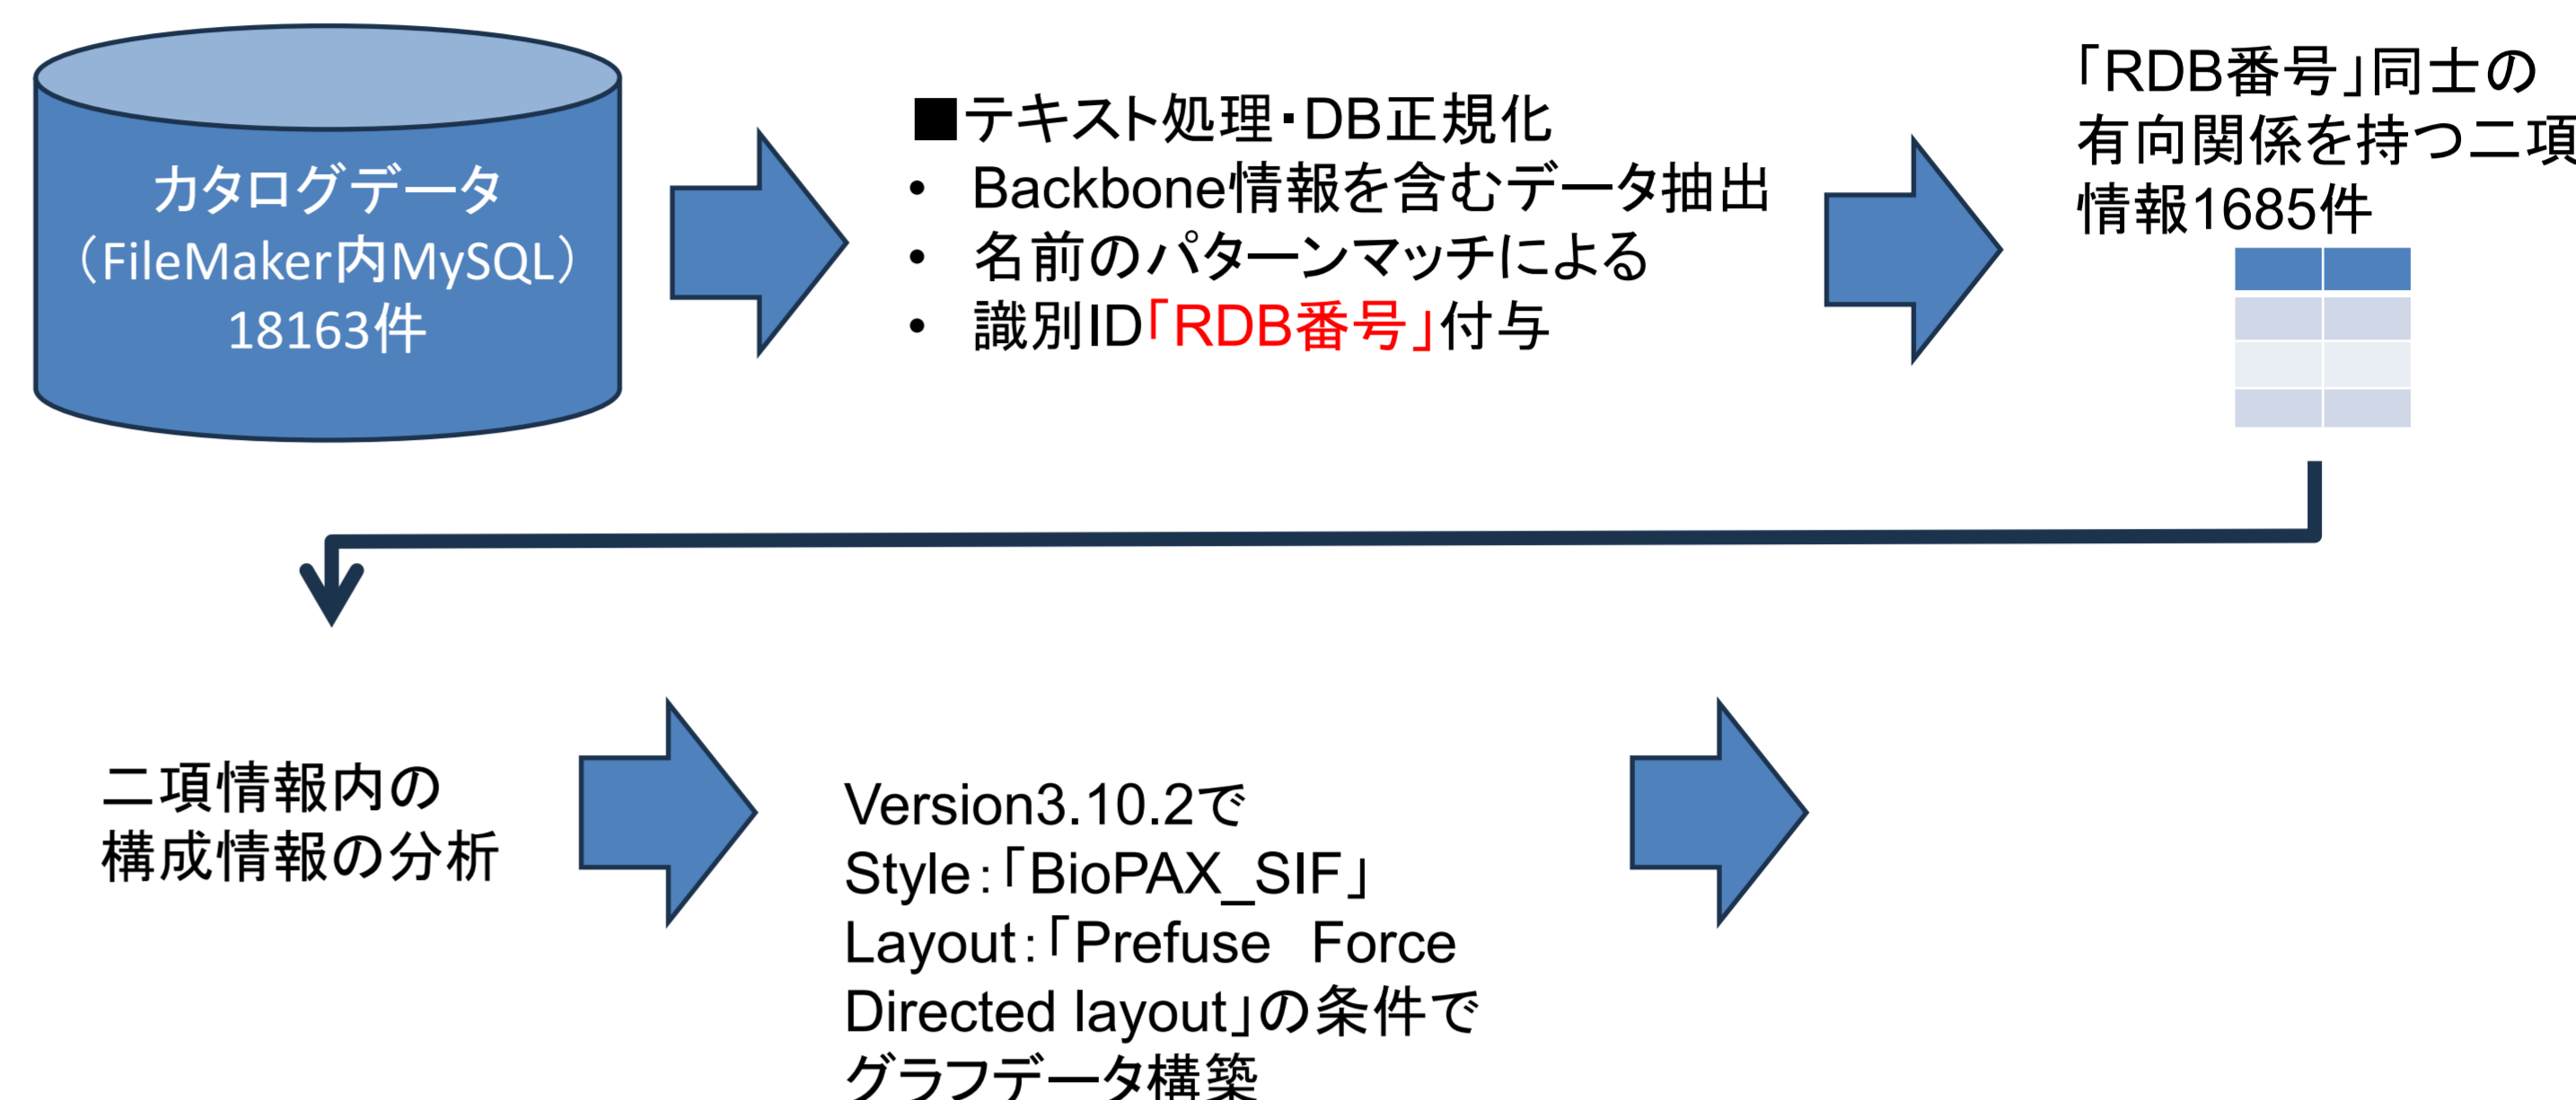 カタログデータ
（FileMaker内MySQL）
18163件
■テキスト処理・DB正規化
• Backbone情報を含むデータ抽出
• 名前のパターンマッチによる
• 識別ID「RDB番号」付与
「RDB番号」同士の
有向関係を持つ二項
情報1685件
二項情報内の
構成情報の分析
Version3.10.2で
Style：「BioPAX_SIF」
Layout：「Prefuse　Force
Directed layout」の条件で
グラフデータ構築